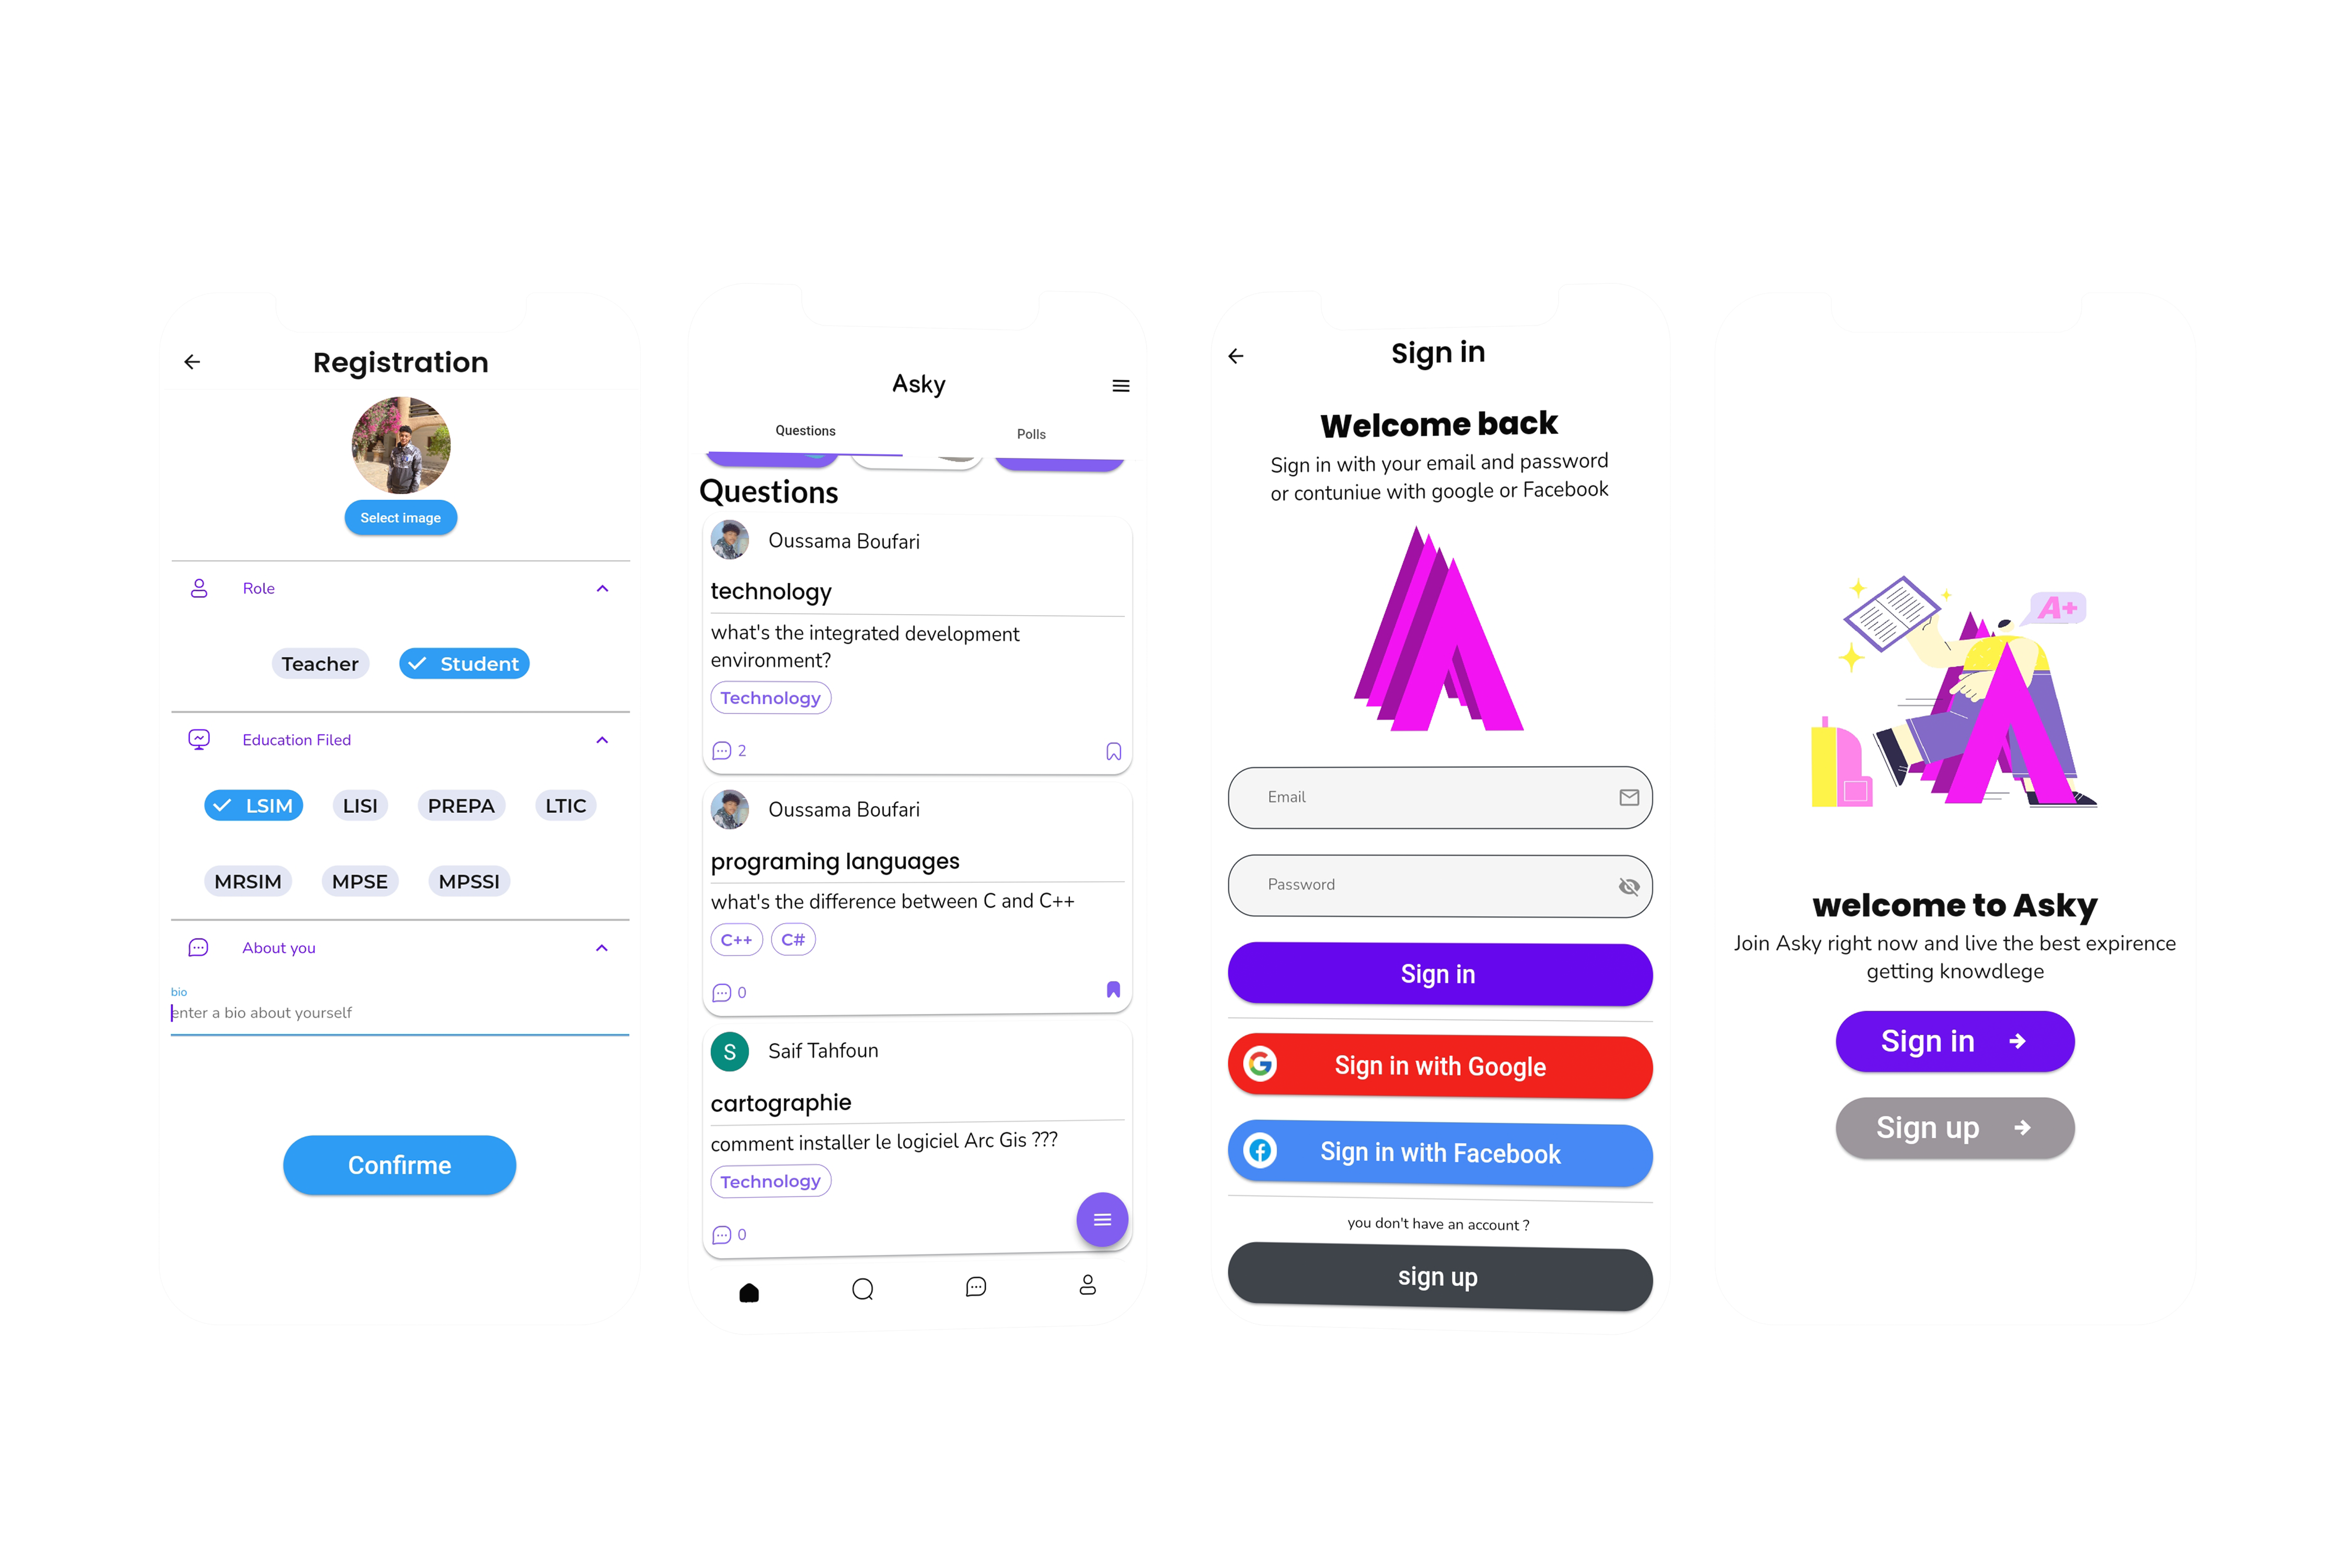 Registration
Select image
Role
Teacher
Student
Education Filed
LSIM
LISI
PREPA
LTIC
MRSIM
MPSE
MPSSI
About you
bio
enter a bio about yourself
Confirme
Asky
Questions
Polls
Questions
Oussama Boufari
technology
what's the integrated development
environment?
Technology
2
Oussama Boufari
programing languages
what's the difference between C and C++
C++
C#
0
S
Saif Tahfoun
cartographie
comment installer le logiciel Arc Gis ???
Technology
0
Sign in
Welcome back
Sign in with your email and password
or contuniue with google or Facebook
Email
Password
Sign in
Sign in with Google
Sign in with Facebook
you don't have an account ?
sign up
A+
welcome to Asky
Join Asky right now and live the best expirence
getting knowdlege
Sign in
Sign up